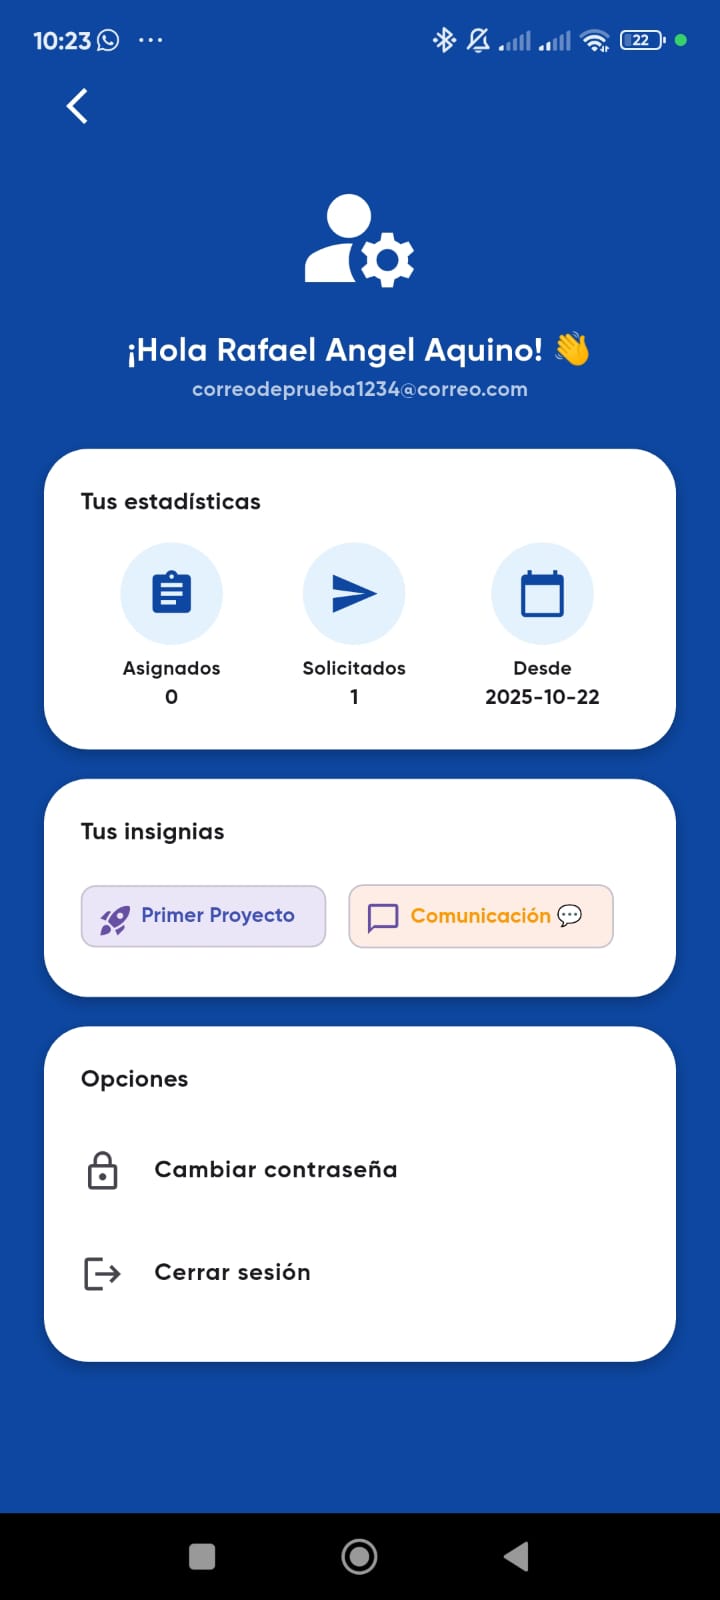 10:23
22
¡Hola Rafael Angel Aquino! 👋
correodeprueba1234@correo.com
Tus estadísticas
Asignados Solicitados Desde
0 1 2025-10-22
Tus insignias
Primer Proyecto Comunicación 💬
Opciones
Cambiar contraseña
Cerrar sesión